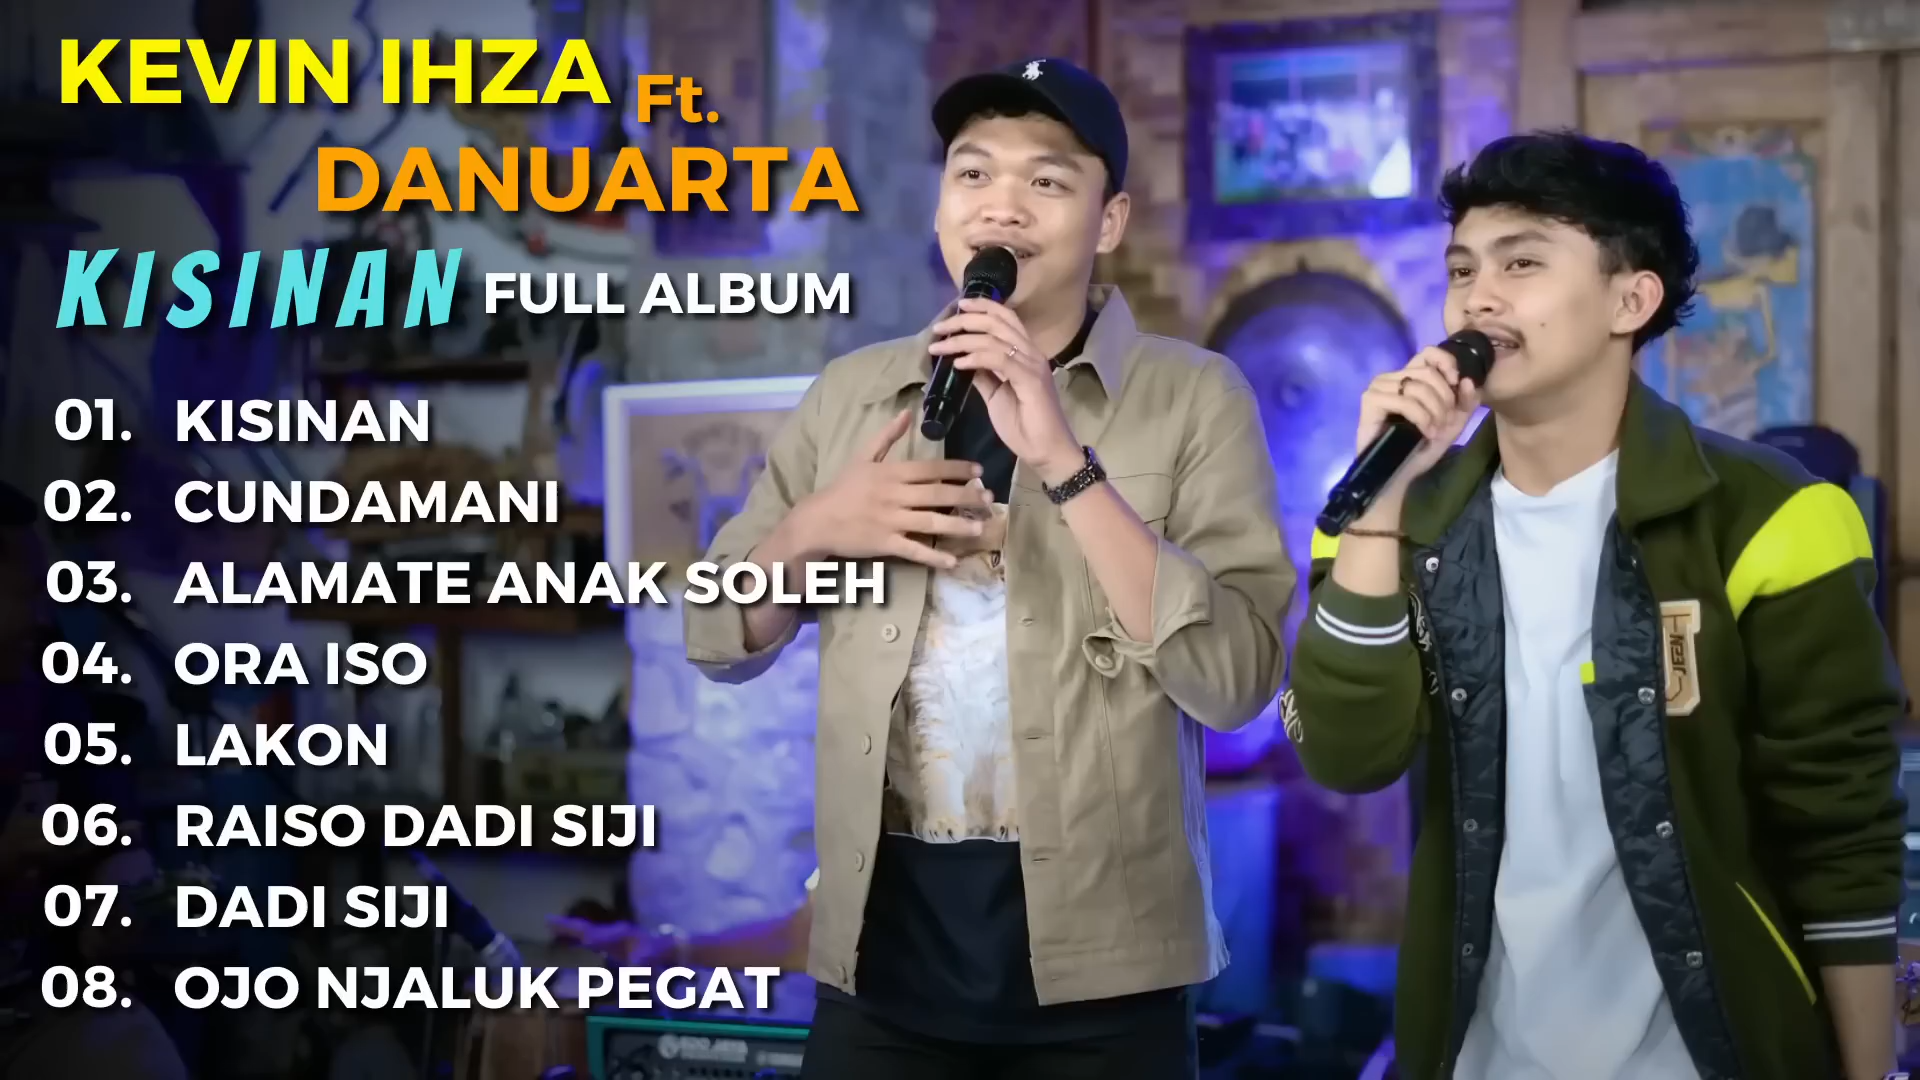 KEVIN IHZA Ft.
DANUARTA
KISINAN FULL ALBUM
01. KISINAN
02. CUNDAMANI
03. ALAMATE ANAK SOLEH
04. ORA ISO
05. LAKON
06. RAISO DADI SIJI
07. DADI SIJI
08. OJO NJALUK PEGAT